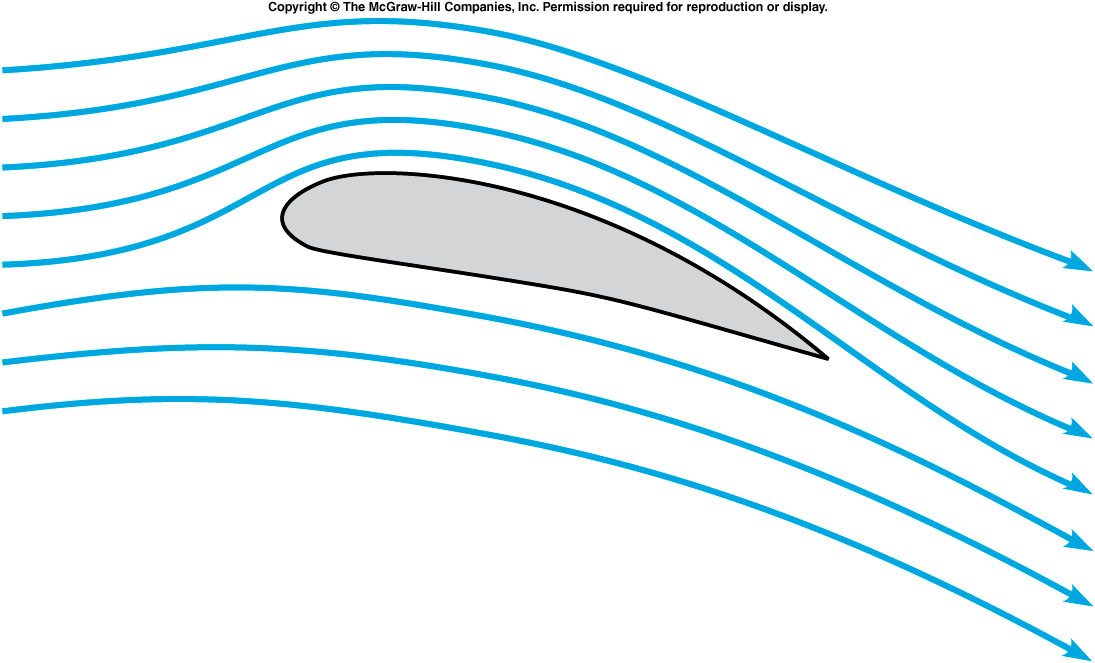 Copyright © The McGraw-Hill Companies, Inc. Permission required for reproduction or display.